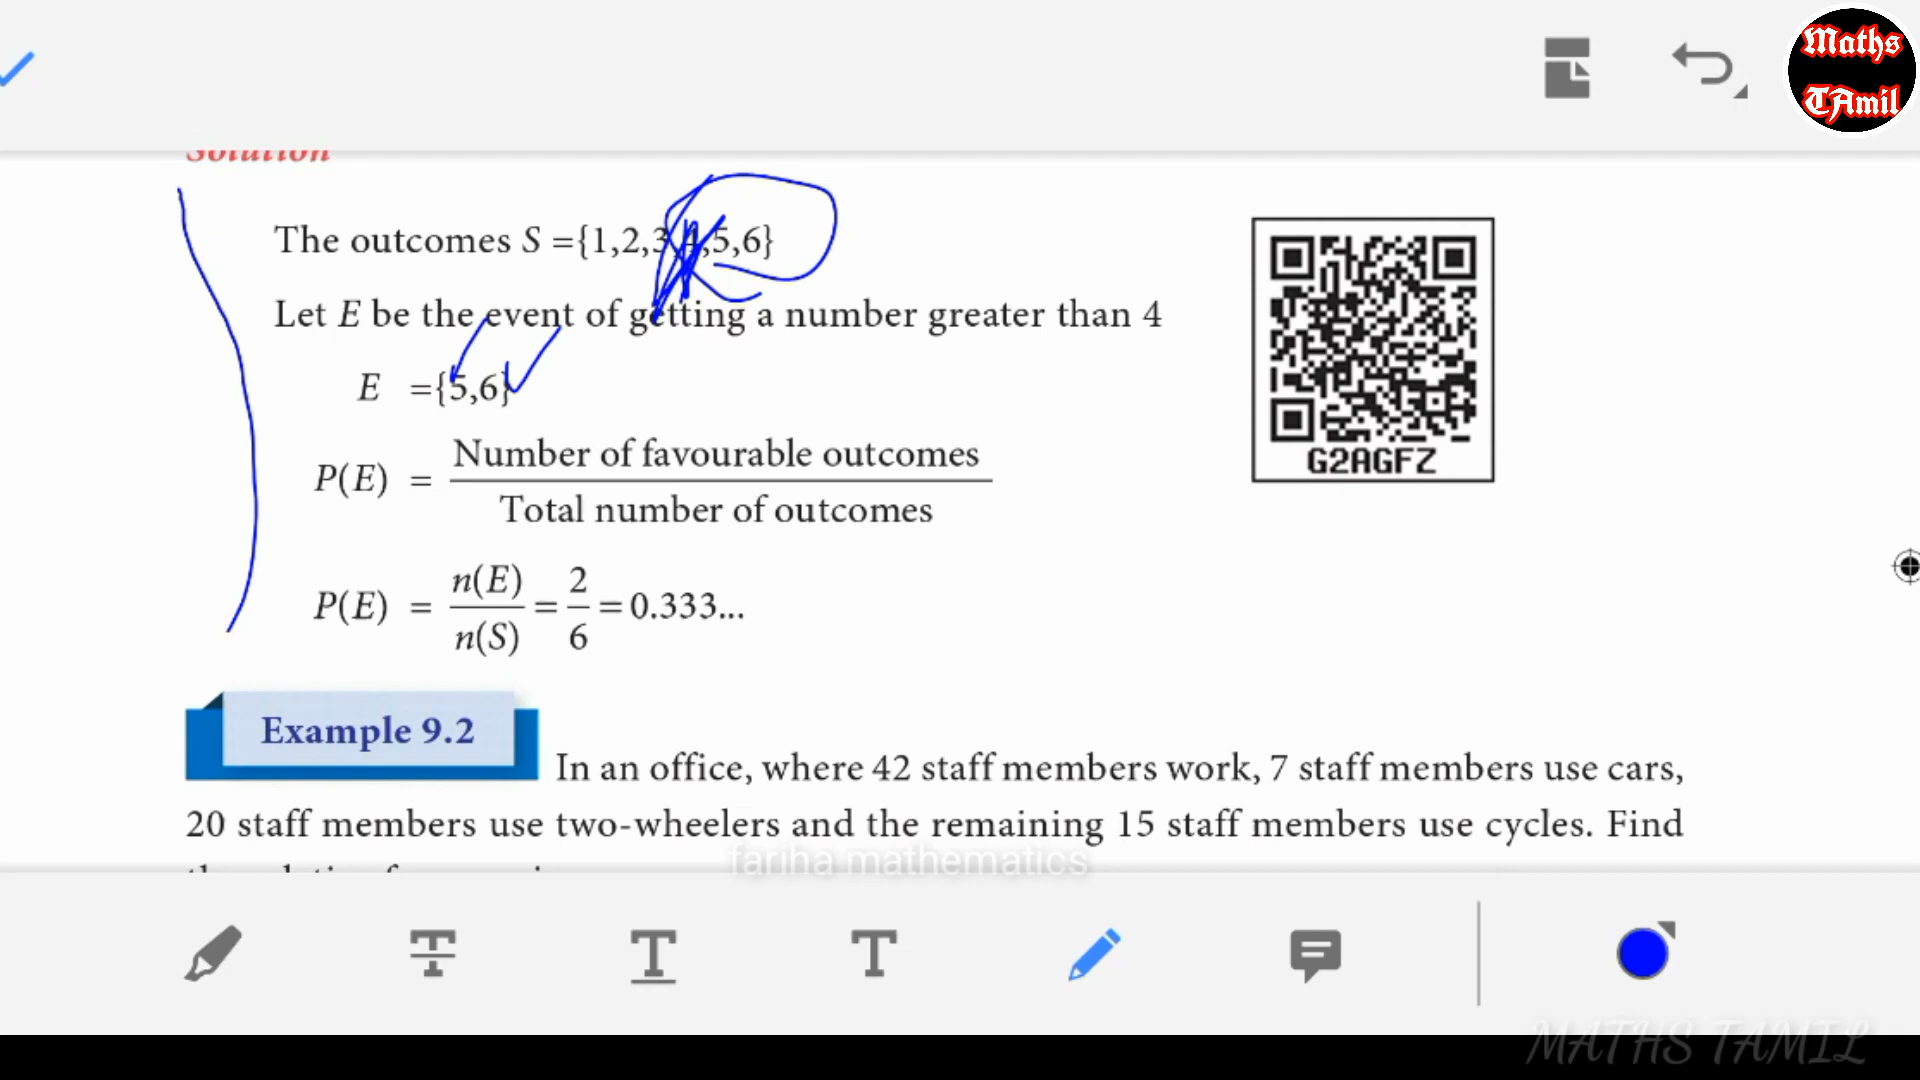 Maths
TAmil
Solution
The outcomes S ={1,2,3,4,5,6}
Let E be the event of getting a number greater than 4
E ={5,6}
P(E) = Number of favourable outcomes
Total number of outcomes
P(E) = n(E)/n(S) = 2/6 = 0.333...
G2AGFZ
Example 9.2
In an office, where 42 staff members work, 7 staff members use cars,
20 staff members use two-wheelers and the remaining 15 staff members use cycles. Find
fariha mathematics
MATHS TAMIL